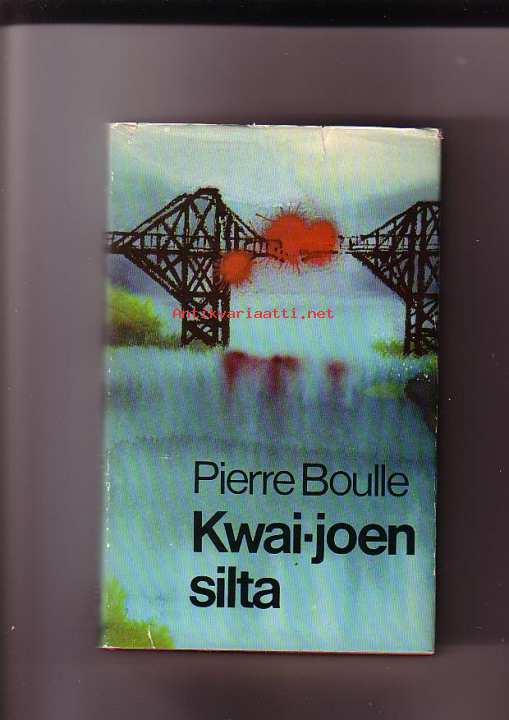 Antikvariaatti.net
Pierre Boulle
Kwai-joen
silta